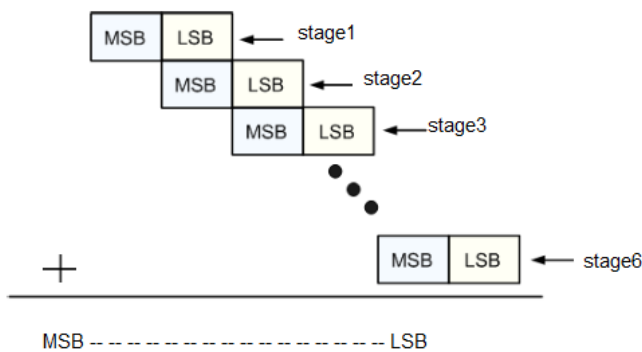 MSB LSB stage1
MSB LSB stage2
MSB LSB stage3
+ MSB LSB stage6
MSB -- -- -- -- -- -- -- -- -- -- -- -- -- -- -- -- LSB